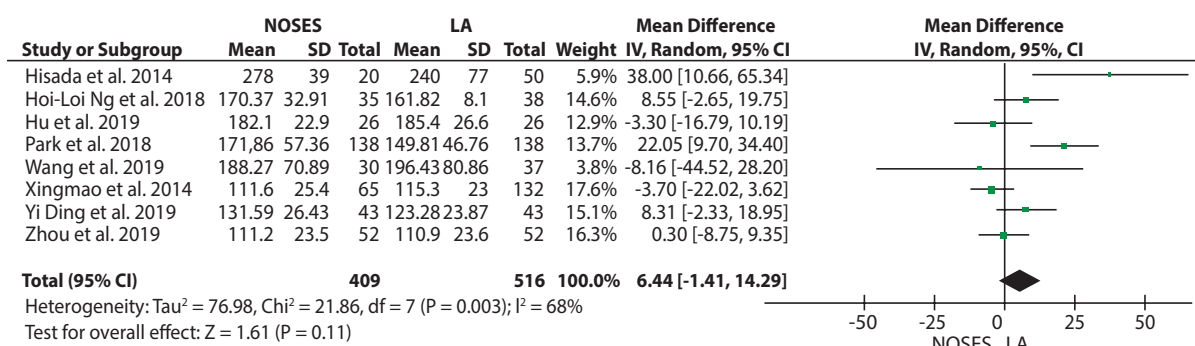 NOSES LA Mean Difference Mean Difference
Study or Subgroup Mean SD Total Mean SD Total Weight IV, Random, 95% CI IV, Random, 95%, CI
Hisada et al. 2014 278 39 20 240 77 50 5.9% 38.00 [10.66, 65.34]
Hoi-Loi Ng et al. 2018 170.37 32.91 35 161.82 8.1 38 14.6% 8.55 [-2.65, 19.75]
Hu et al. 2019 182.1 22.9 26 185.4 26.6 26 12.9% -3.30 [-16.79, 10.19]
Park et al. 2018 171,86 57.36 138 149.81 46.76 138 13.7% 22.05 [9.70, 34.40]
Wang et al. 2019 188.27 70.89 30 196.43 80.86 37 3.8% -8.16 [-44.52, 28.20]
Xingmao et al. 2014 111.6 25.4 65 115.3 23 132 17.6% -3.70 [-22.02, 3.62]
Yi Ding et al. 2019 131.59 26.43 43 123.28 23.87 43 15.1% 8.31 [-2.33, 18.95]
Zhou et al. 2019 111.2 23.5 52 110.9 23.6 52 16.3% 0.30 [-8.75, 9.35]
Total (95% CI) 409 516 100.0% 6.44 [-1.41, 14.29]
Heterogeneity: Tau² = 76.98, Chi² = 21.86, df = 7 (P = 0.003); I² = 68%
Test for overall effect: Z = 1.61 (P = 0.11)
-50 -25 0 25 50
NOSES LA